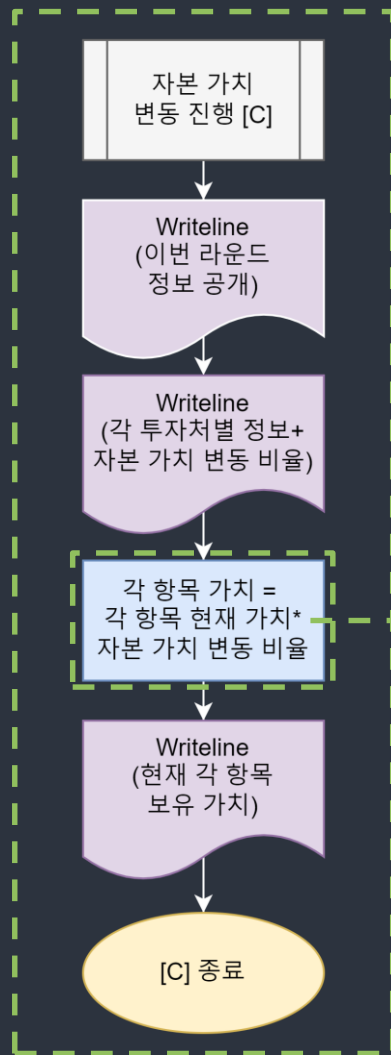 자본 가치
변동 진행 [C]
Writeline
(이번 라운드
정보 공개)
Writeline
(각 투자처별 정보+
자본 가치 변동 비율)
각 항목 가치 =
각 항목 현재 가치*
자본 가치 변동 비율
Writeline
(현재 각 항목
보유 가치)
[C] 종료